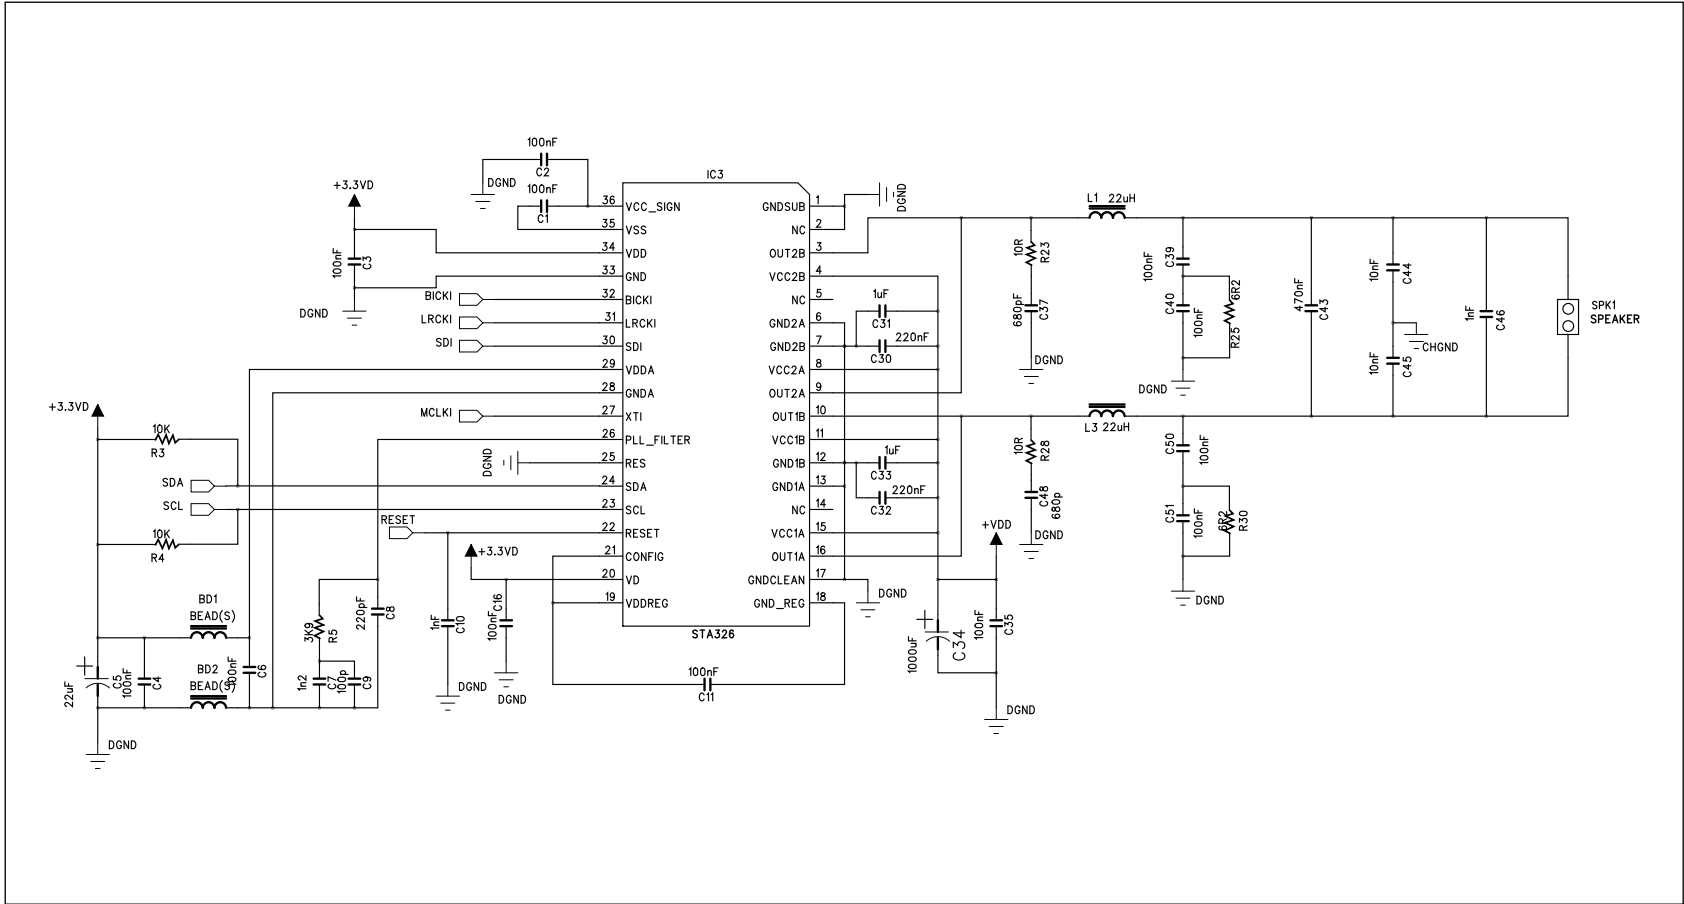 100nF
C2
DGND
100nF
C1
+3.3VD
100nF
C3
DGND
BICKI
LRCKI
SDI
MCLKI
DGND
+3.3VD
10K
R3
SDA
SCL
10K
R4
RESET
+3.3VD
BD1
BEAD(S)
BD2
BEAD(S)
22uF
C5
100nF
C4
100nF
C6
DGND
3K9
R5
220pF
C8
1n2
C7
100p
C9
1nF
C10
DGND
100nF
C16
DGND
100nF
C11
IC3
36 VCC_SIGN
35 VSS
34 VDD
33 GND
32 BICKI
31 LRCKI
30 SDI
29 VDDA
28 GNDA
27 XTI
26 PLL_FILTER
25 RES
24 SDA
23 SCL
22 RESET
21 CONFIG
20 VD
19 VDDREG
GNDSUB 1
NC 2
OUT2B 3
VCC2B 4
NC 5
GND2A 6
GND2B 7
VCC2A 8
OUT2A 9
OUT1B 10
VCC1B 11
GND1B 12
GND1A 13
NC 14
VCC1A 15
OUT1A 16
GNDCLEAN 17
GND_REG 18
STA326
DGND
1uF
C31
220nF
C30
1uF
C33
220nF
C32
DGND
+VDD
1000uF
C34
100nF
C35
DGND
L1 22uH
10R
R23
680pF
C37
DGND
100nF
C39
C40
100nF
6R2
R25
DGND
470nF
C43
10nF
C44
CHGND
10nF
C45
1nF
C46
SPK1
SPEAKER
L3 22uH
10R
R28
C48
680p
DGND
C50
100nF
C51
100nF
6R2
R30
DGND